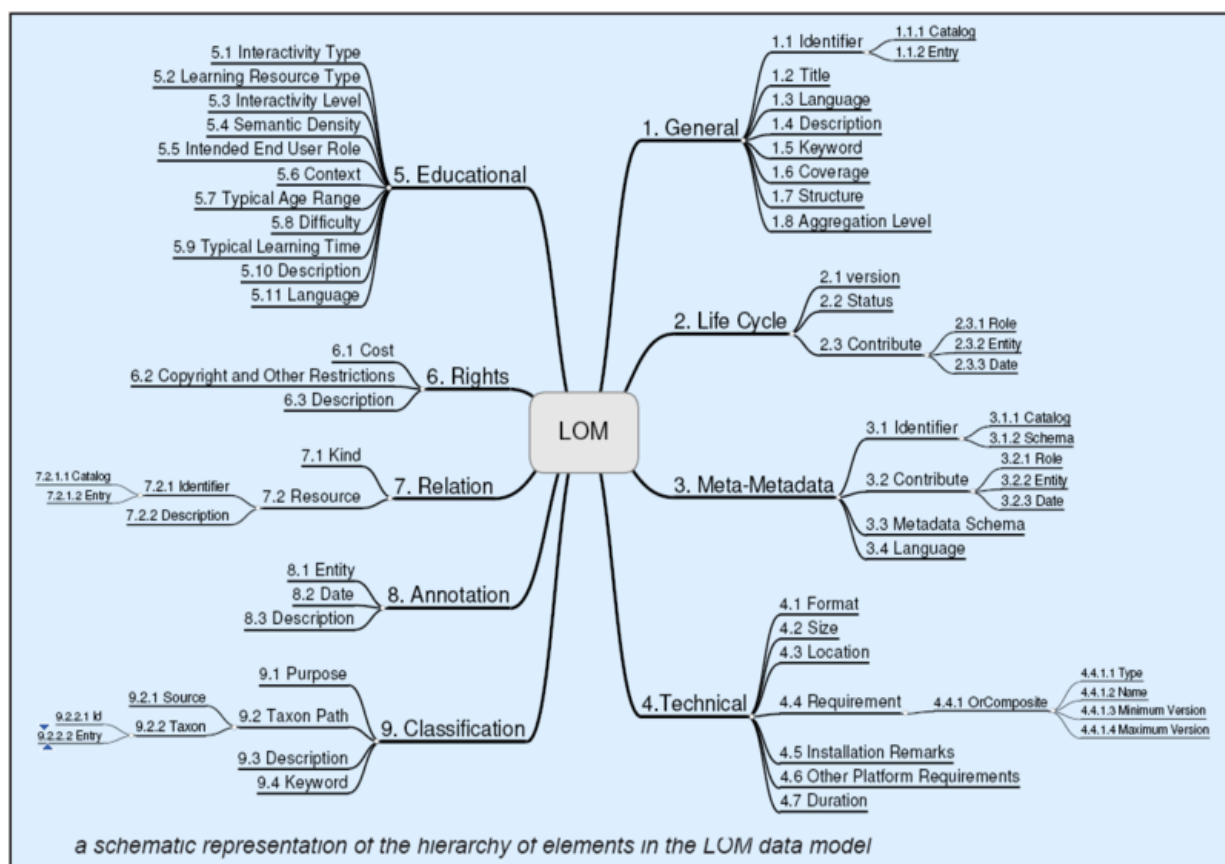 LOM
1. General
1.1 Identifier
1.1.1 Catalog
1.1.2 Entry
1.2 Title
1.3 Language
1.4 Description
1.5 Keyword
1.6 Coverage
1.7 Structure
1.8 Aggregation Level
2. Life Cycle
2.1 version
2.2 Status
2.3 Contribute
2.3.1 Role
2.3.2 Entity
2.3.3 Date
3. Meta-Metadata
3.1 Identifier
3.1.1 Catalog
3.1.2 Schema
3.2 Contribute
3.2.1 Role
3.2.2 Entity
3.2.3 Date
3.3 Metadata Schema
3.4 Language
4.Technical
4.1 Format
4.2 Size
4.3 Location
4.4 Requirement
4.4.1 OrComposite
4.4.1.1 Type
4.4.1.2 Name
4.4.1.3 Minimum Version
4.4.1.4 Maximum Version
4.5 Installation Remarks
4.6 Other Platform Requirements
4.7 Duration
5. Educational
5.1 Interactivity Type
5.2 Learning Resource Type
5.3 Interactivity Level
5.4 Semantic Density
5.5 Intended End User Role
5.6 Context
5.7 Typical Age Range
5.8 Difficulty
5.9 Typical Learning Time
5.10 Description
5.11 Language
6. Rights
6.1 Cost
6.2 Copyright and Other Restrictions
6.3 Description
7. Relation
7.1 Kind
7.2 Resource
7.2.1 Identifier
7.2.1.1 Catalog
7.2.1.2 Entry
7.2.2 Description
8. Annotation
8.1 Entity
8.2 Date
8.3 Description
9. Classification
9.1 Purpose
9.2 Taxon Path
9.2.1 Source
9.2.2 Taxon
9.2.2.1 Id
9.2.2.2 Entry
9.3 Description
9.4 Keyword
a schematic representation of the hierarchy of elements in the LOM data model